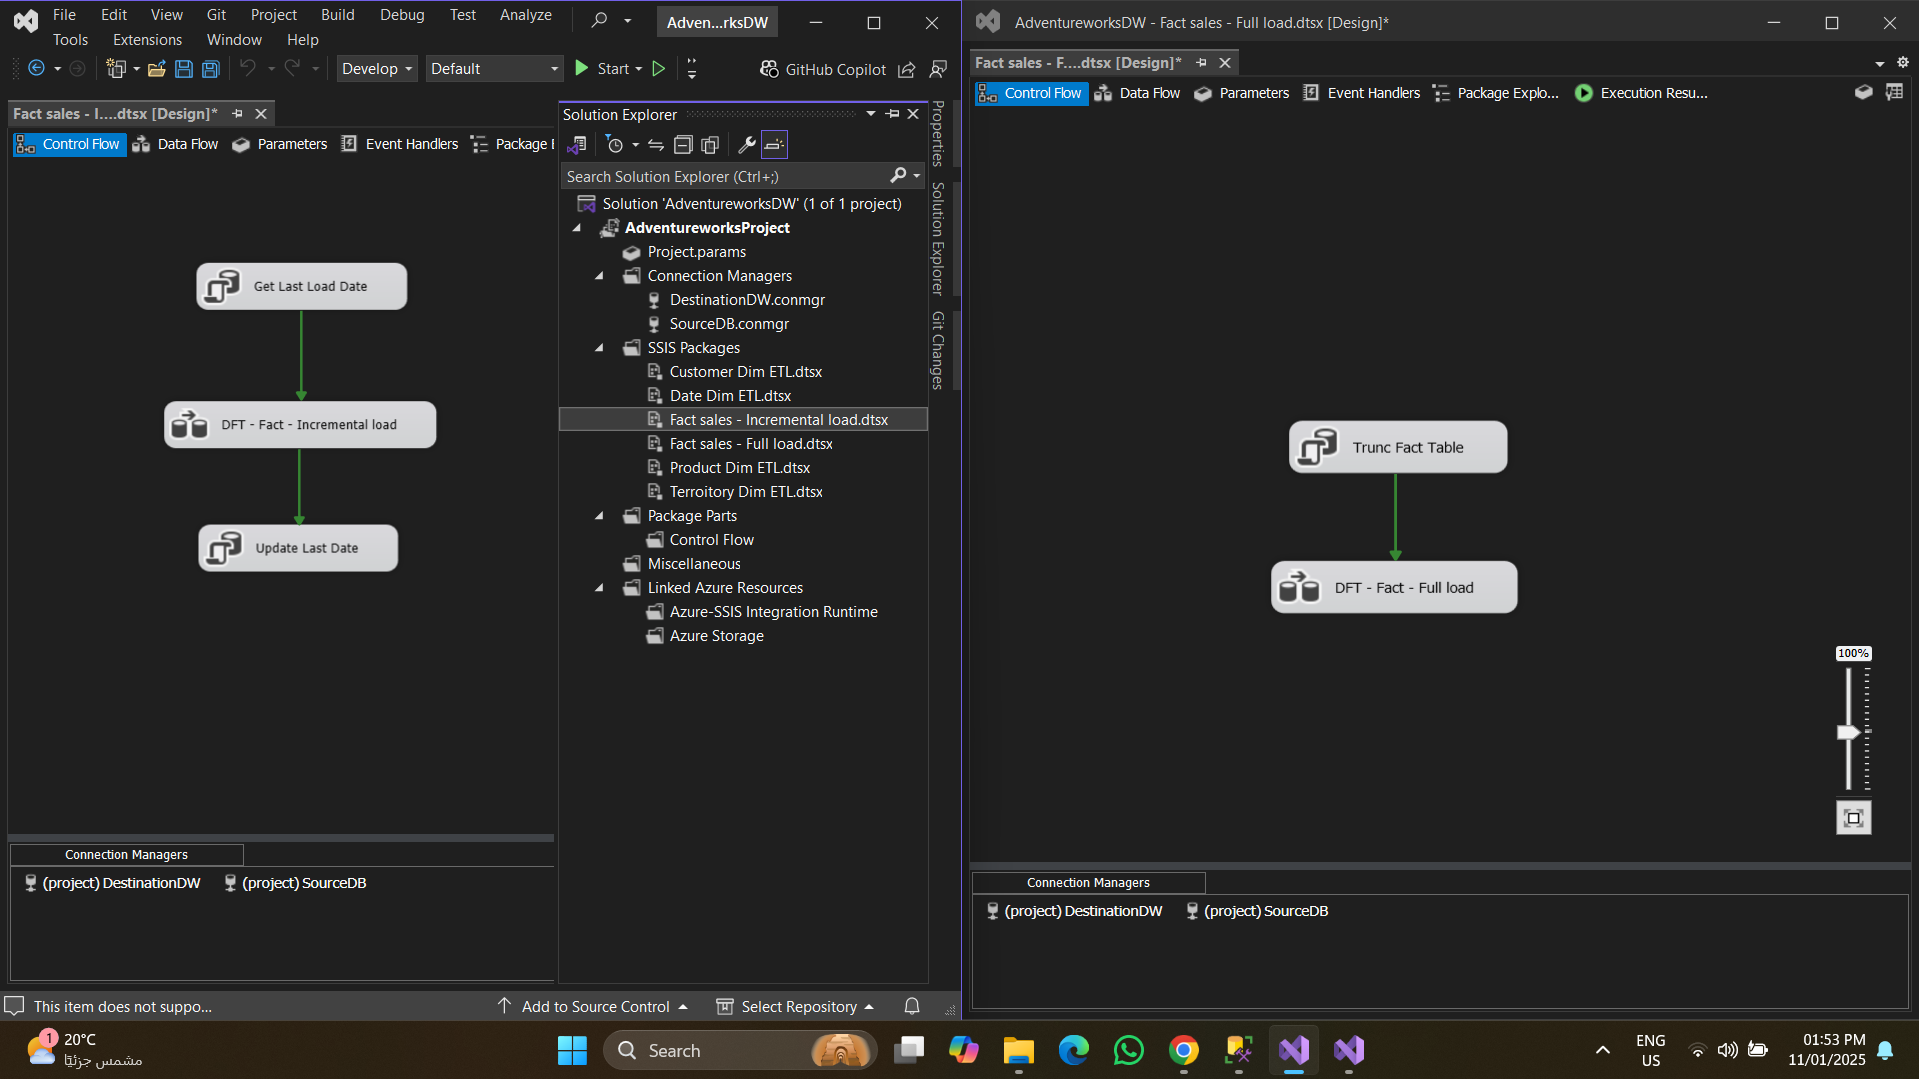 File Edit View Git Project Build Debug Test Analyze
Adven...rksDW
Tools Extensions Window Help
Develop Default Start GitHub Copilot
Fact sales - I....dtsx [Design]*
Control Flow Data Flow Parameters Event Handlers Package E
Get Last Load Date
DFT - Fact - Incremental load
Update Last Date
Connection Managers
(project) DestinationDW (project) SourceDB
Solution Explorer
Search Solution Explorer (Ctrl+;)
Solution 'AdventureworksDW' (1 of 1 project)
AdventureworksProject
Project.params
Connection Managers
DestinationDW.conmgr
SourceDB.conmgr
SSIS Packages
Customer Dim ETL.dtsx
Date Dim ETL.dtsx
Fact sales - Incremental load.dtsx
Fact sales - Full load.dtsx
Product Dim ETL.dtsx
Terroitory Dim ETL.dtsx
Package Parts
Control Flow
Miscellaneous
Linked Azure Resources
Azure-SSIS Integration Runtime
Azure Storage
Properties
Solution Explorer
Git Changes
This item does not suppo... Add to Source Control Select Repository
AdventureworksDW - Fact sales - Full load.dtsx [Design]*
Fact sales - F....dtsx [Design]*
Control Flow Data Flow Parameters Event Handlers Package Explo... Execution Resu...
Trunc Fact Table
DFT - Fact - Full load
100%
Connection Managers
(project) DestinationDW (project) SourceDB
1
20°C
مشمس جزئيًا
Search
ENG
US
01:53 PM
11/01/2025